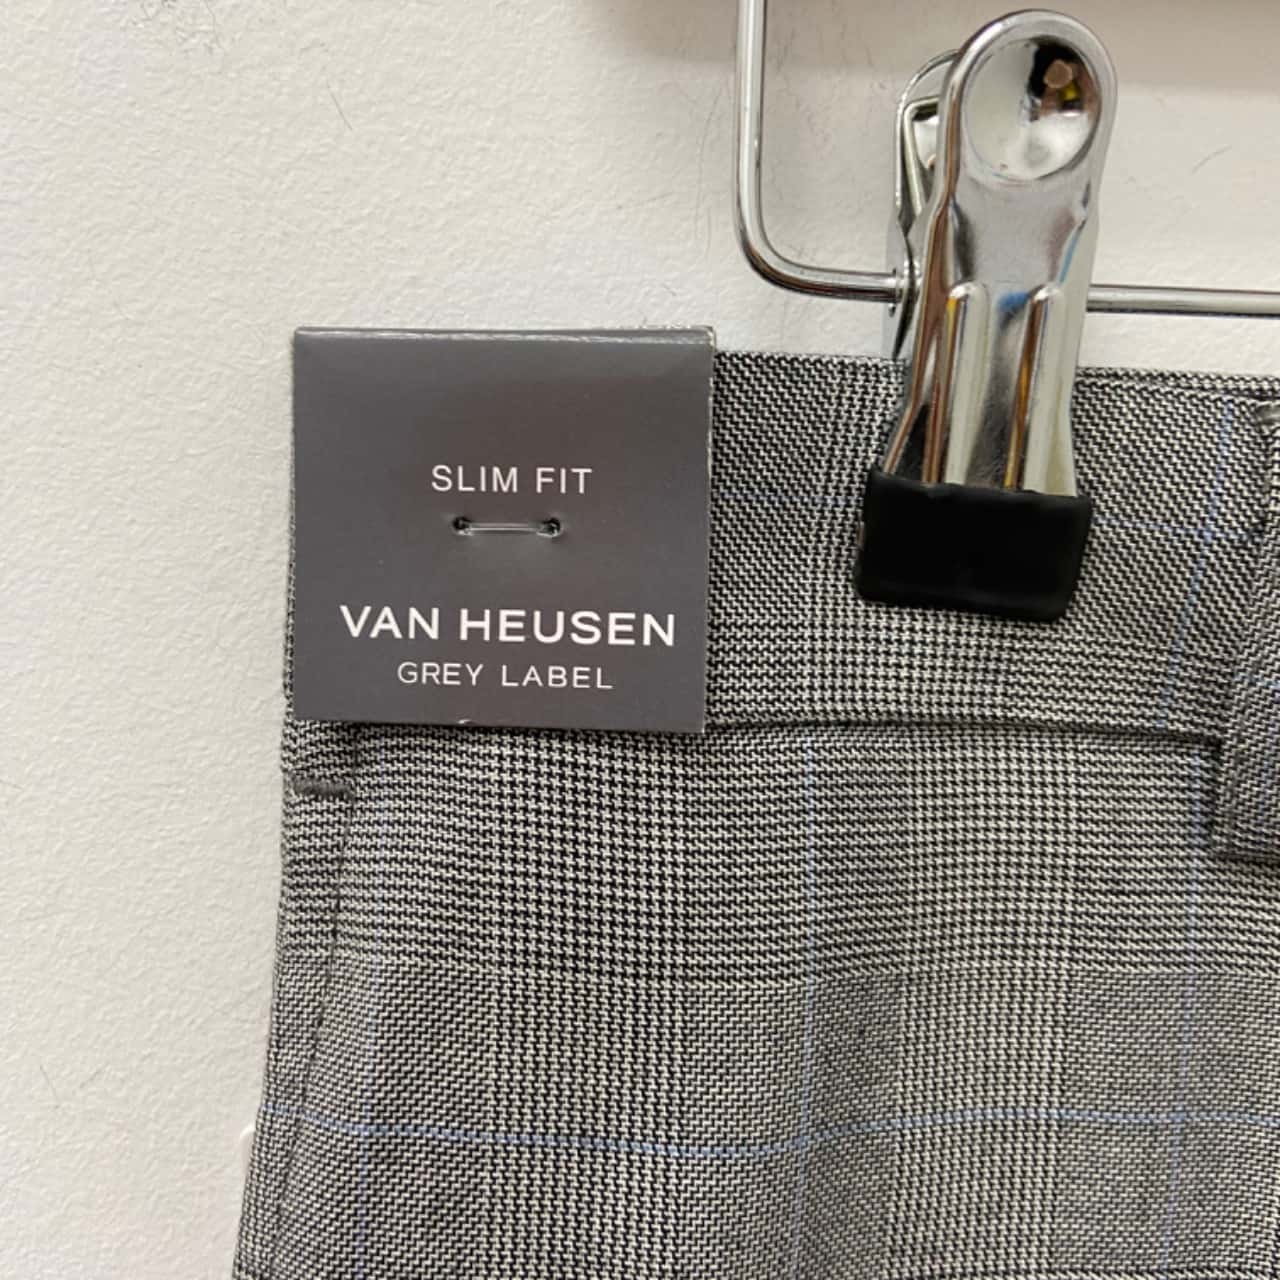 SLIM FIT
VAN HEUSEN
GREY LABEL